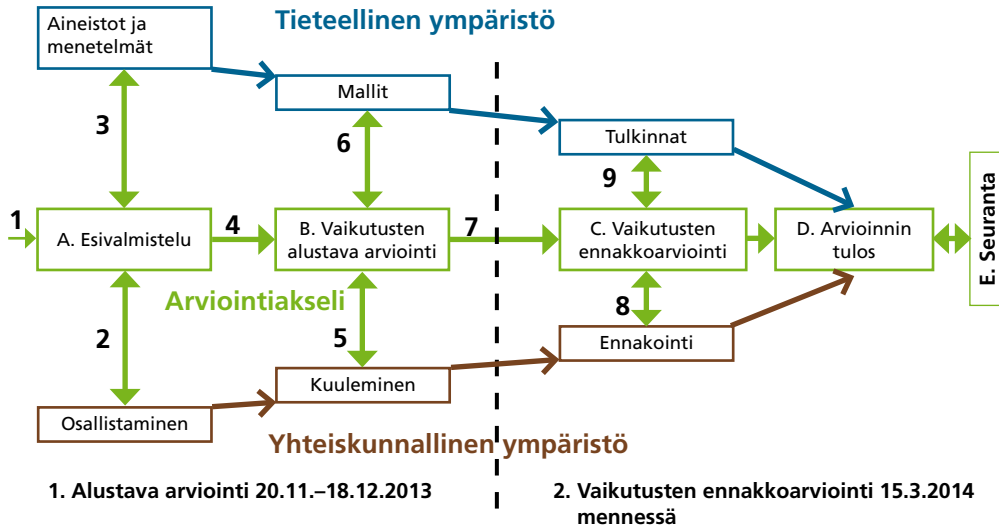 Aineistot ja
menetelmät
Tieteellinen ympäristö
Mallit
Tulkinnat
3
6
9
1
A. Esivalmistelu
4
B. Vaikutusten
alustava arviointi
7
C. Vaikutusten
ennakkoarviointi
D. Arvioinnin
tulos
E. Seuranta
Arviointiakseli
2
5
8
Ennakointi
Kuuleminen
Osallistaminen
Yhteiskunnallinen ympäristö
1. Alustava arviointi 20.11.–18.12.2013
2. Vaikutusten ennakkoarviointi 15.3.2014
mennessä